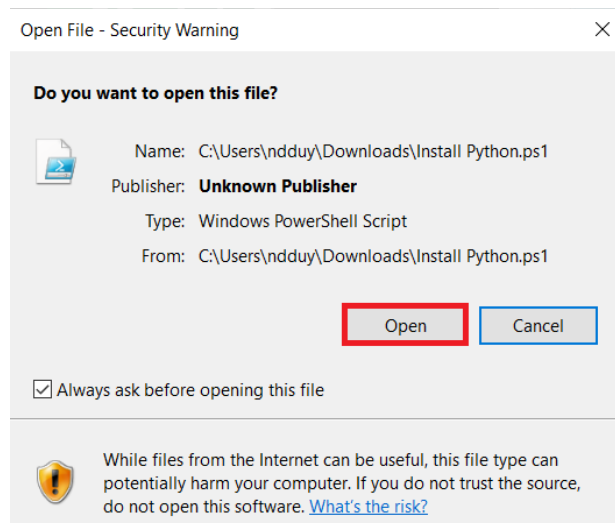 Open File - Security Warning
Do you want to open this file?
Name: C:\Users\ndduy\Downloads\Install Python.ps1
Publisher: Unknown Publisher
Type: Windows PowerShell Script
From: C:\Users\ndduy\Downloads\Install Python.ps1
Open Cancel
Always ask before opening this file
While files from the Internet can be useful, this file type can
potentially harm your computer. If you do not trust the source,
do not open this software. What's the risk?